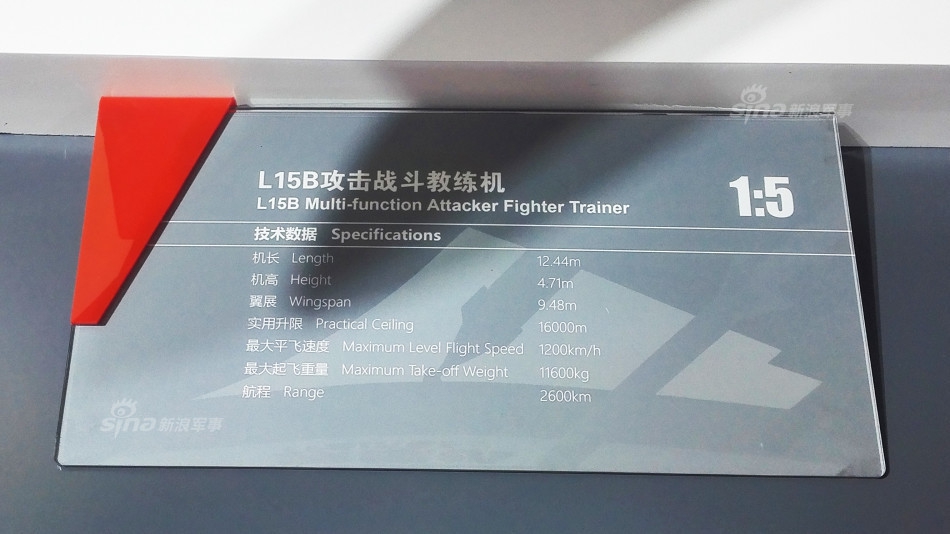 sina新浪军事
L15B攻击战斗教练机
L15B Multi-function Attacker Fighter Trainer
1:5
技术数据 Specifications
机长 Length 12.44m
机高 Height 4.71m
翼展 Wingspan 9.48m
实用升限 Practical Ceiling 16000m
最大平飞速度 Maximum Level Flight Speed 1200km/h
最大起飞重量 Maximum Take-off Weight 11600kg
航程 Range 2600km
sina新浪军事